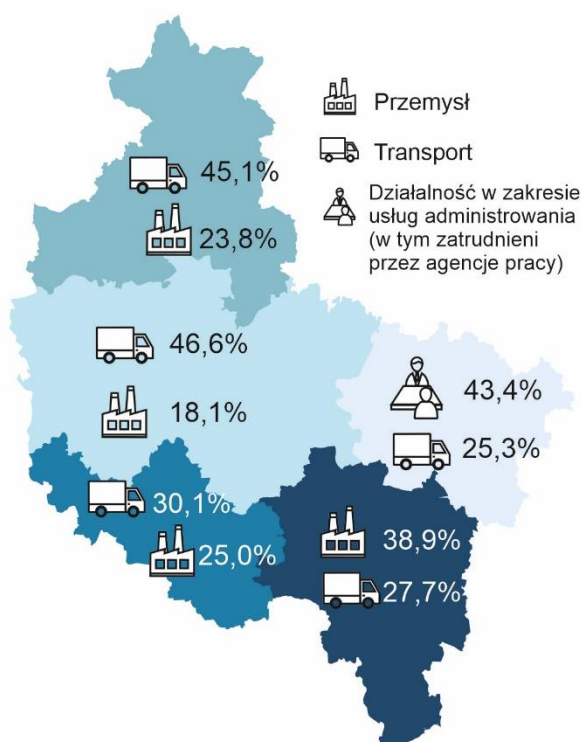 Przemysł
Transport
Działalność w zakresie
usług administrowania
(w tym zatrudnieni
przez agencje pracy)
45,1%
23,8%
46,6%
18,1%
43,4%
25,3%
30,1%
25,0%
38,9%
27,7%